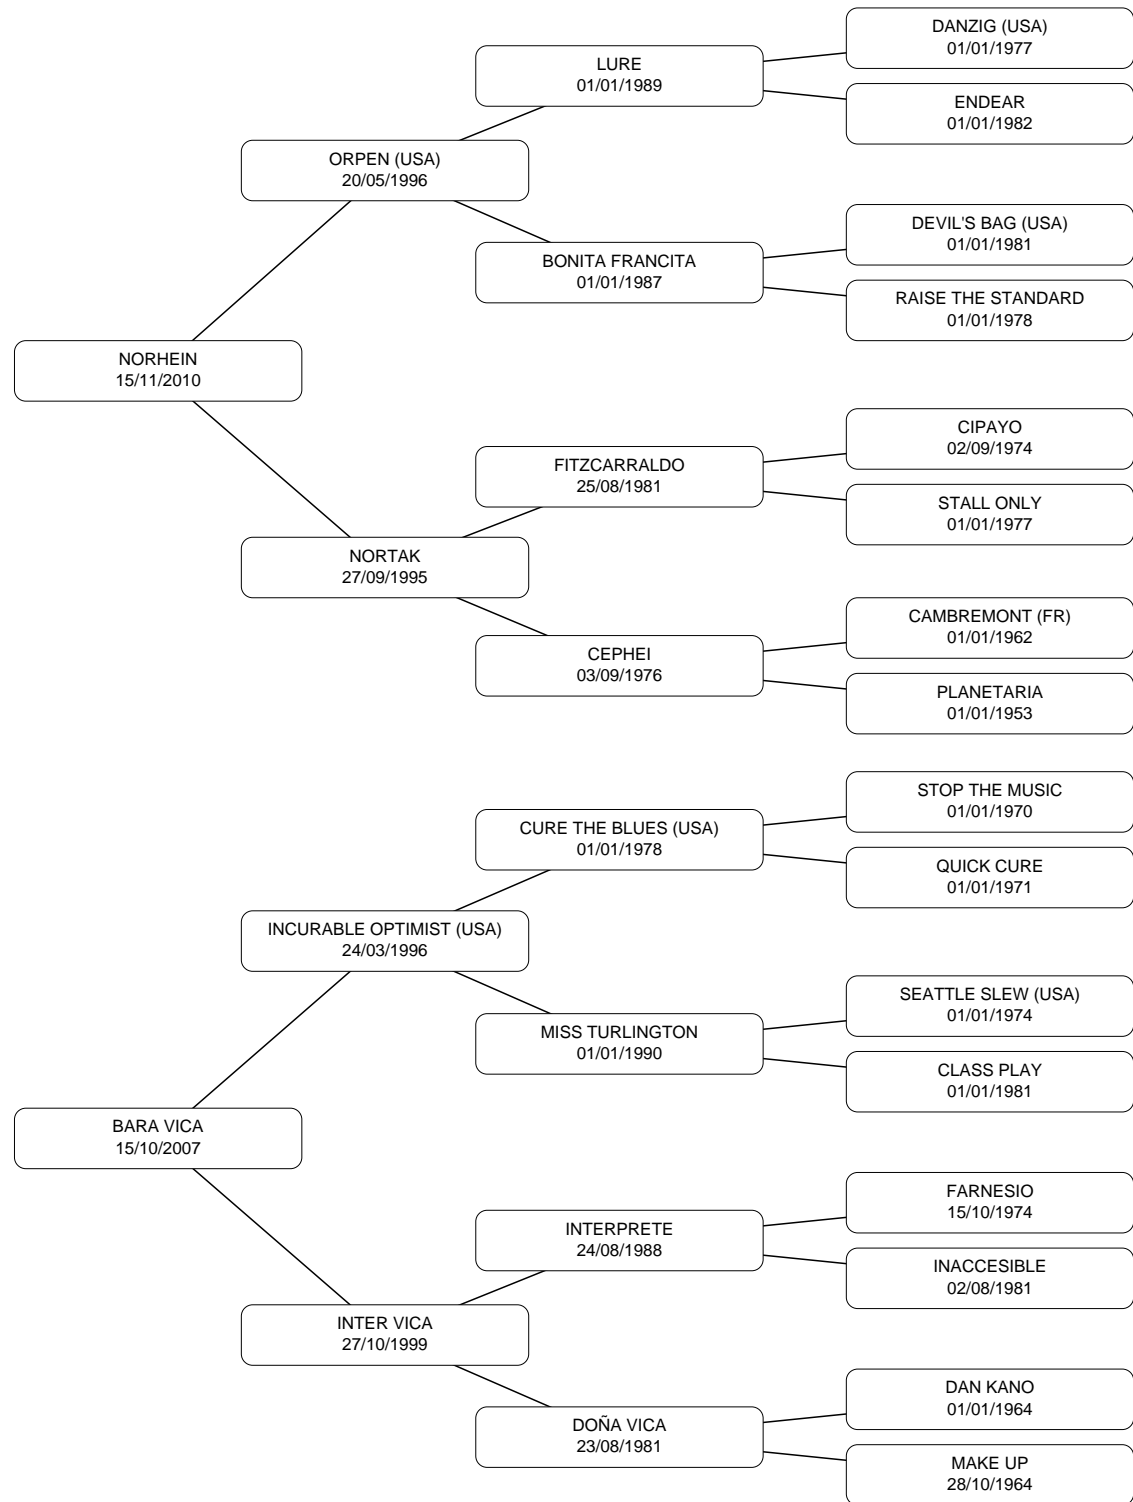 DANZIG (USA)
01/01/1977
LURE
01/01/1989
ENDEAR
01/01/1982
ORPEN (USA)
20/05/1996
DEVIL'S BAG (USA)
01/01/1981
BONITA FRANCITA
01/01/1987
RAISE THE STANDARD
01/01/1978
NORHEIN
15/11/2010
CIPAYO
02/09/1974
FITZCARRALDO
25/08/1981
STALL ONLY
01/01/1977
NORTAK
27/09/1995
CAMBREMONT (FR)
01/01/1962
CEPHEI
03/09/1976
PLANETARIA
01/01/1953
STOP THE MUSIC
01/01/1970
CURE THE BLUES (USA)
01/01/1978
QUICK CURE
01/01/1971
INCURABLE OPTIMIST (USA)
24/03/1996
SEATTLE SLEW (USA)
01/01/1974
MISS TURLINGTON
01/01/1990
CLASS PLAY
01/01/1981
BARA VICA
15/10/2007
FARNESIO
15/10/1974
INTERPRETE
24/08/1988
INACCESIBLE
02/08/1981
INTER VICA
27/10/1999
DAN KANO
01/01/1964
DOÑA VICA
23/08/1981
MAKE UP
28/10/1964